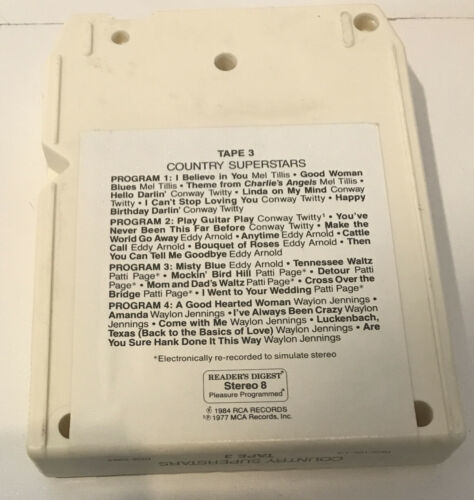 TAPE 3
COUNTRY SUPERSTARS
PROGRAM 1: I Believe in You Mel Tillis • Good Woman
Blues Mel Tillis • Theme from Charlie's Angels Mel Tillis •
Hello Darlin' Conway Twitty • Linda on My Mind Conway
Twitty • I Can't Stop Loving You Conway Twitty • Happy
Birthday Darlin' Conway Twitty
PROGRAM 2: Play Guitar Play Conway Twitty¹ • You've
Never Been This Far Before Conway Twitty • Make the
World Go Away Eddy Arnold • Anytime Eddy Arnold • Cattle
Call Eddy Arnold • Bouquet of Roses Eddy Arnold • Then
You Can Tell Me Goodbye Eddy Arnold
PROGRAM 3: Misty Blue Eddy Arnold • Tennessee Waltz
Patti Page* • Mockin' Bird Hill Patti Page* • Detour Patti
Page* • Mom and Dad's Waltz Patti Page* • Cross Over the
Bridge Patti Page* • I Went to Your Wedding Patti Page*
PROGRAM 4: A Good Hearted Woman Waylon Jennings •
Amanda Waylon Jennings • I've Always Been Crazy Waylon
Jennings • Come with Me Waylon Jennings • Luckenbach,
Texas (Back to the Basics of Love) Waylon Jennings • Are
You Sure Hank Done It This Way Waylon Jennings
*Electronically re-recorded to simulate stereo
READER'S DIGEST
Stereo 8
Pleasure Programmed®
℗ 1984 RCA RECORDS
¹℗ 1977 MCA Records, Inc.
COUNTRY SUPERSTARS
TAPE 3